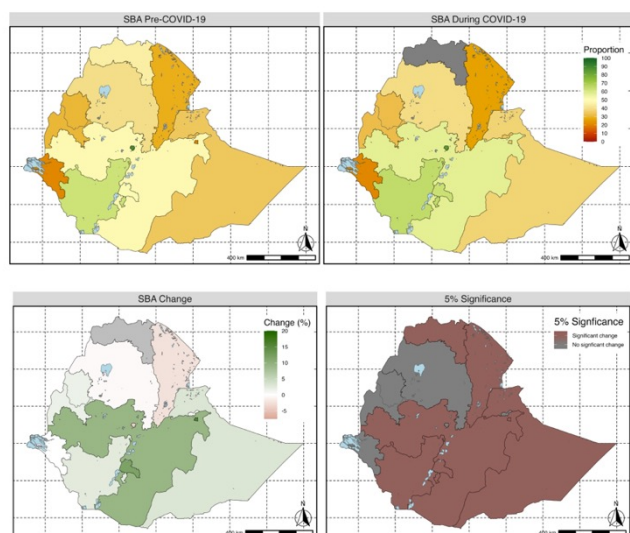 SBA Pre-COVID-19
SBA During COVID-19
Proportion
100
90
80
70
60
50
40
30
20
10
0
N
400 km
N
400 km
SBA Change
5% Significance
Change (%)
20
15
10
5
0
-5
5% Signficance
Significant change
No signficant change
N
N